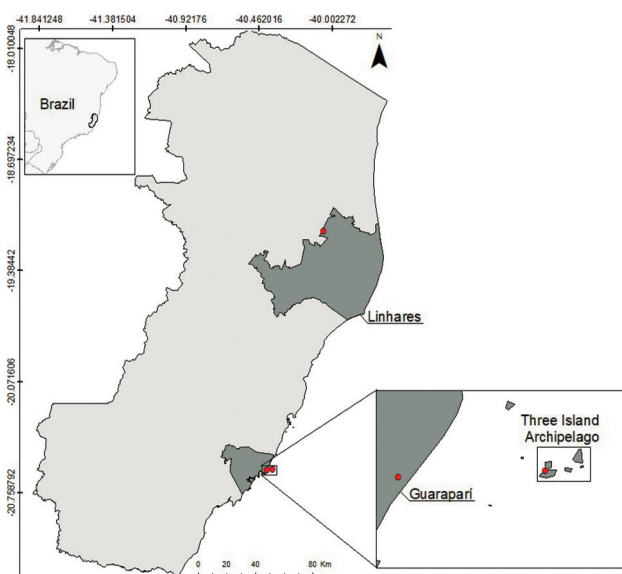 -41.841248 -41.381504 -40.92176 -40.462016 -40.002272
-18.010048
N
Brazil
-18.697234
-19.38442
Linhares
-20.071606
Three Island
Archipelago
Guaraparí
-20.758792
0 20 40 80 Km